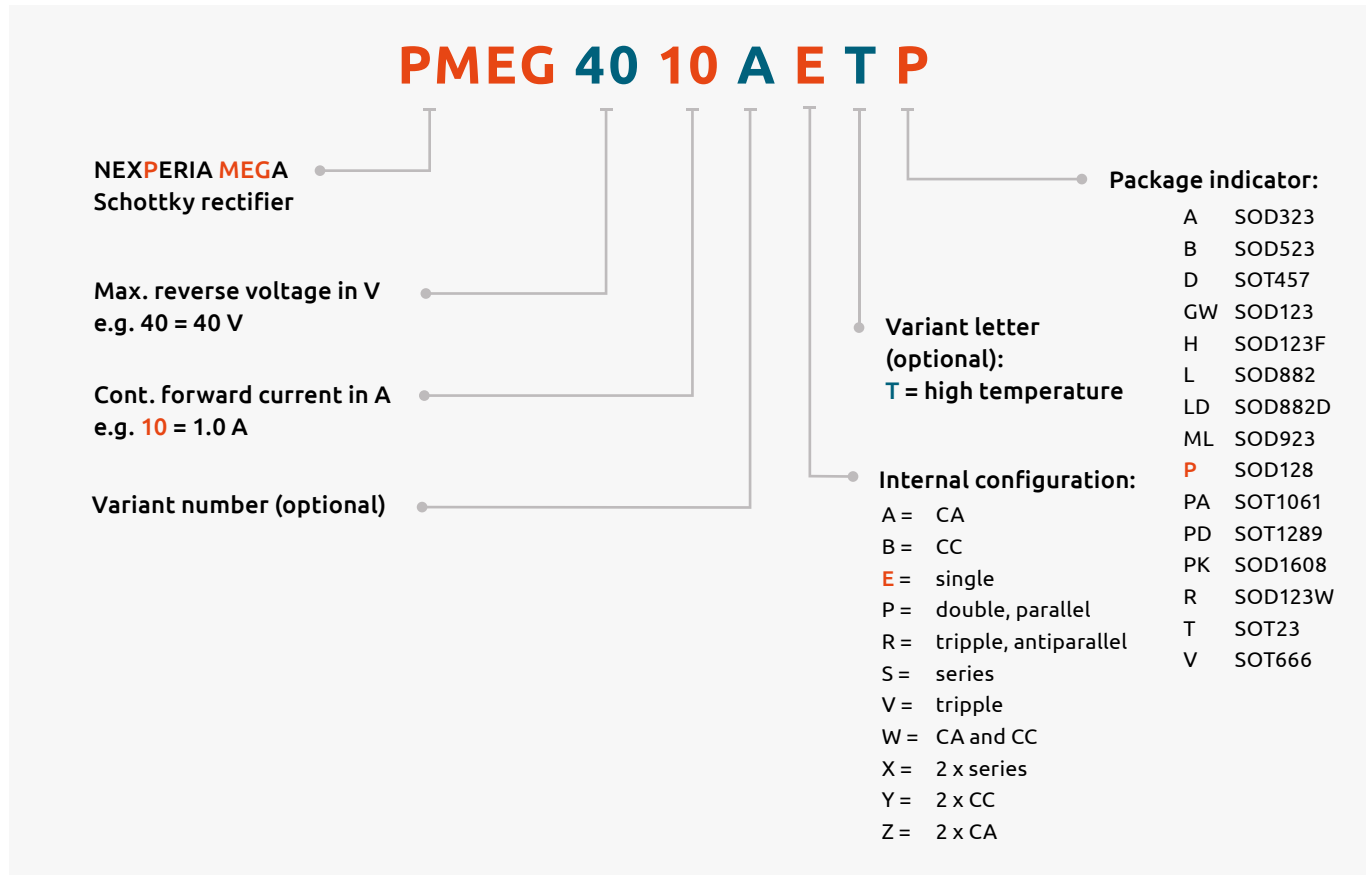 PMEG 40 10 A E T P
NEXPERIA MEGA
Schottky rectifier
Max. reverse voltage in V
e.g. 40 = 40 V
Cont. forward current in A
e.g. 10 = 1.0 A
Variant number (optional)
Internal configuration:
A = CA
B = CC
E = single
P = double, parallel
R = tripple, antiparallel
S = series
V = tripple
W = CA and CC
X = 2 x series
Y = 2 x CC
Z = 2 x CA
Variant letter
(optional):
T = high temperature
Package indicator:
A SOD323
B SOD523
D SOT457
GW SOD123
H SOD123F
L SOD882
LD SOD882D
ML SOD923
P SOD128
PA SOT1061
PD SOT1289
PK SOD1608
R SOD123W
T SOT23
V SOT666